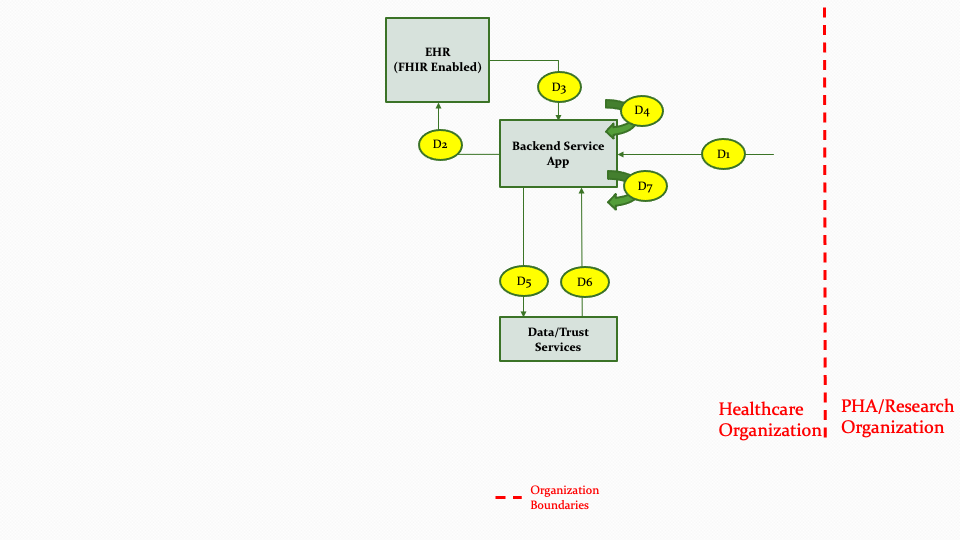 EHR
(FHIR Enabled)
D3
D4
D2
Backend Service
App
D1
D7
D5
D6
Data/Trust
Services
Healthcare
Organization
PHA/Research
Organization
Organization
Boundaries